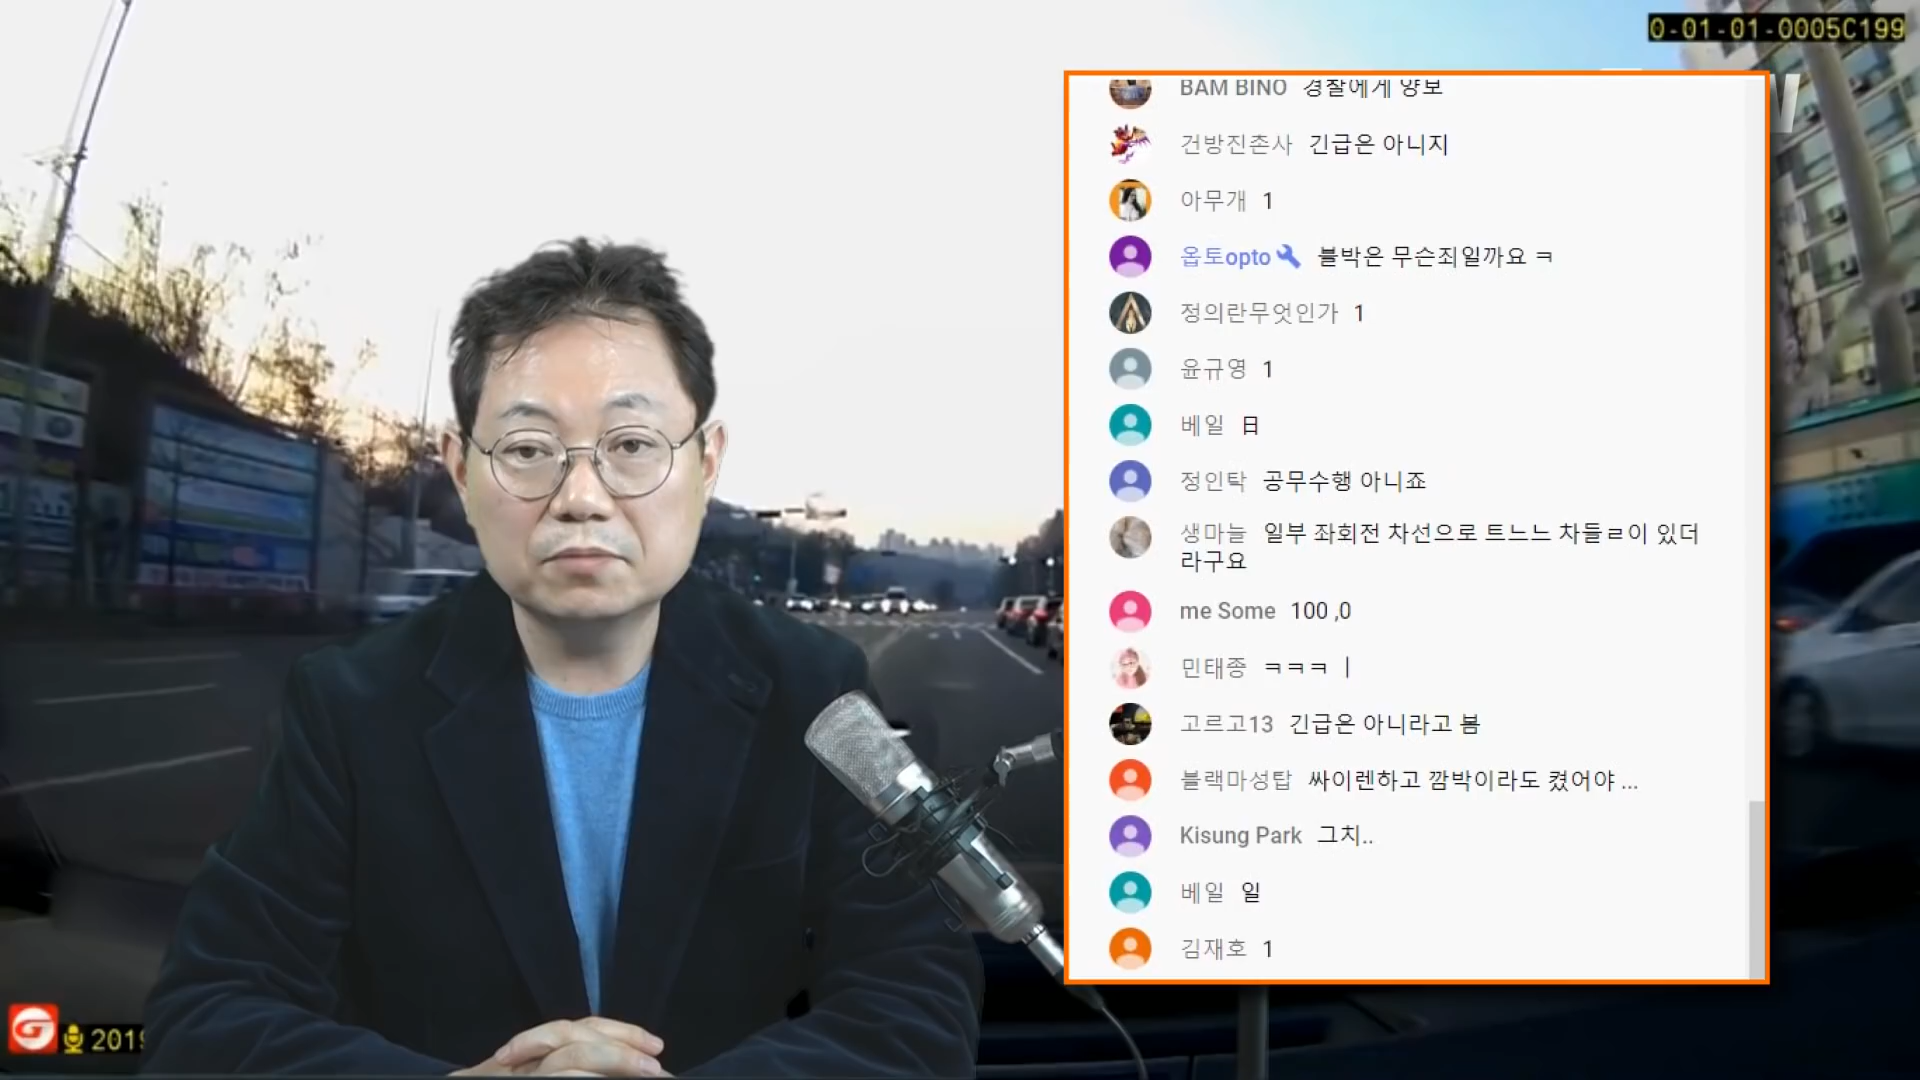 0-01-01-0005C199
BAM BINO 경찰에게 양보
건방진촌사 긴급은 아니지
아무개 1
옵토opto 블박은 무슨죄일까요 ㅋ
정의란무엇인가 1
윤규영 1
베일 日
정인탁 공무수행 아니죠
생마늘 일부 좌회전 차선으로 트느느 차들ㄹ이 있더
라구요
me Some 100 ,0
민태종 ㅋㅋㅋ ㅣ
고르고13 긴급은 아니라고 봄
블랙마성탑 싸이렌하고 깜박이라도 켰어야 ...
Kisung Park 그치..
베일 일
김재호 1
2019